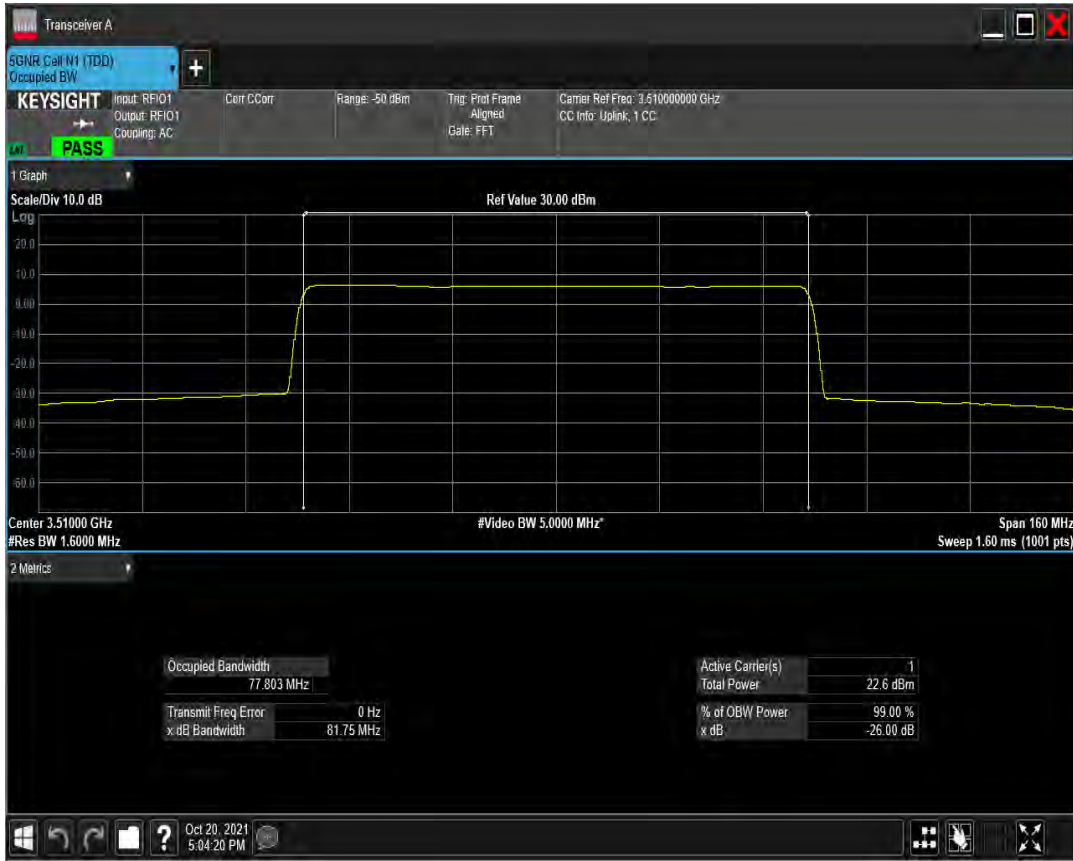 Transceiver A
5GNR Cell N1 (TDD)
Occupied BW
KEYSIGHT
Input: RFIO1
Output: RFIO1
Coupling: AC
Corr CCorr
Range: -50 dBm
Trig: Prot Frame
Aligned
Gate: FFT
Carrier Ref Freq: 3.510000000 GHz
CC Info: Uplink, 1 CC
PASS
1 Graph
Scale/Div 10.0 dB
Ref Value 30.00 dBm
Log
20.0
10.0
0.00
-10.0
-20.0
-30.0
-40.0
-50.0
-60.0
Center 3.51000 GHz
#Video BW 5.0000 MHz*
Span 160 MHz
#Res BW 1.6000 MHz
Sweep 1.60 ms (1001 pts)
2 Metrics
Occupied Bandwidth
77.803 MHz
Transmit Freq Error 0 Hz
x dB Bandwidth 81.75 MHz
Active Carrier(s) 1
Total Power 22.6 dBm
% of OBW Power 99.00 %
x dB -26.00 dB
Oct 20, 2021
5:04:20 PM